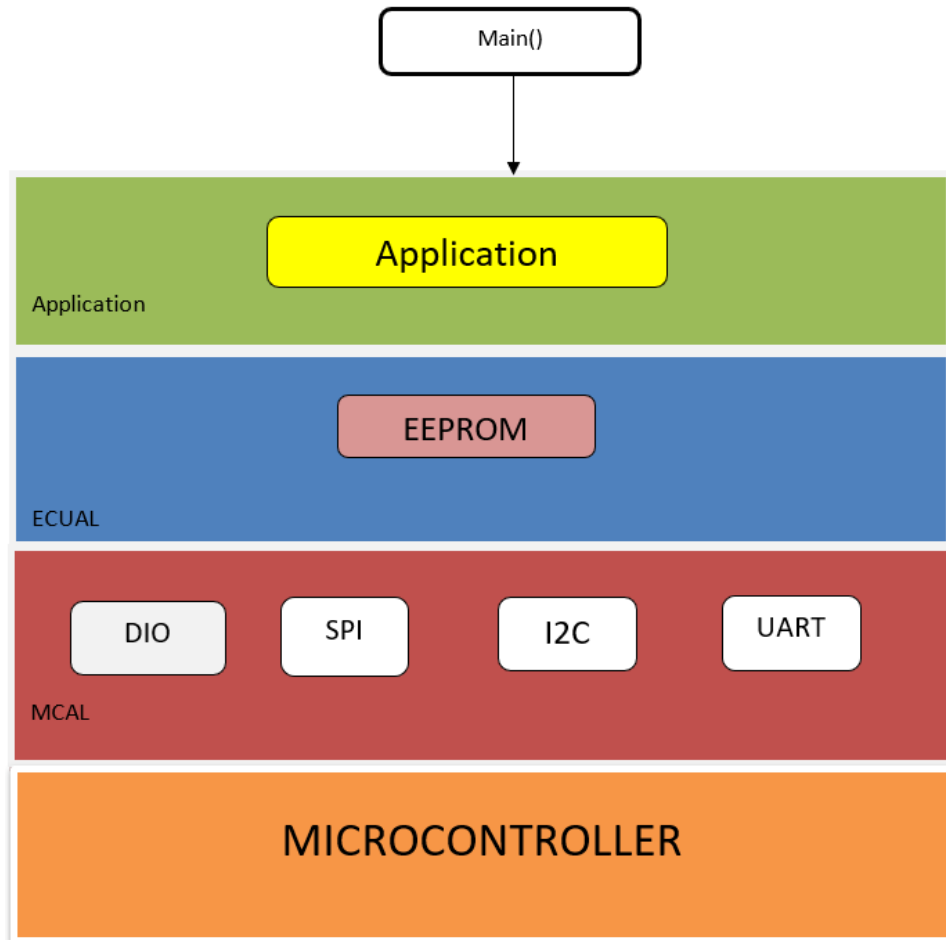 Main()
Application
Application
EEPROM
ECUAL
DIO
SPI
I2C
UART
MCAL
MICROCONTROLLER